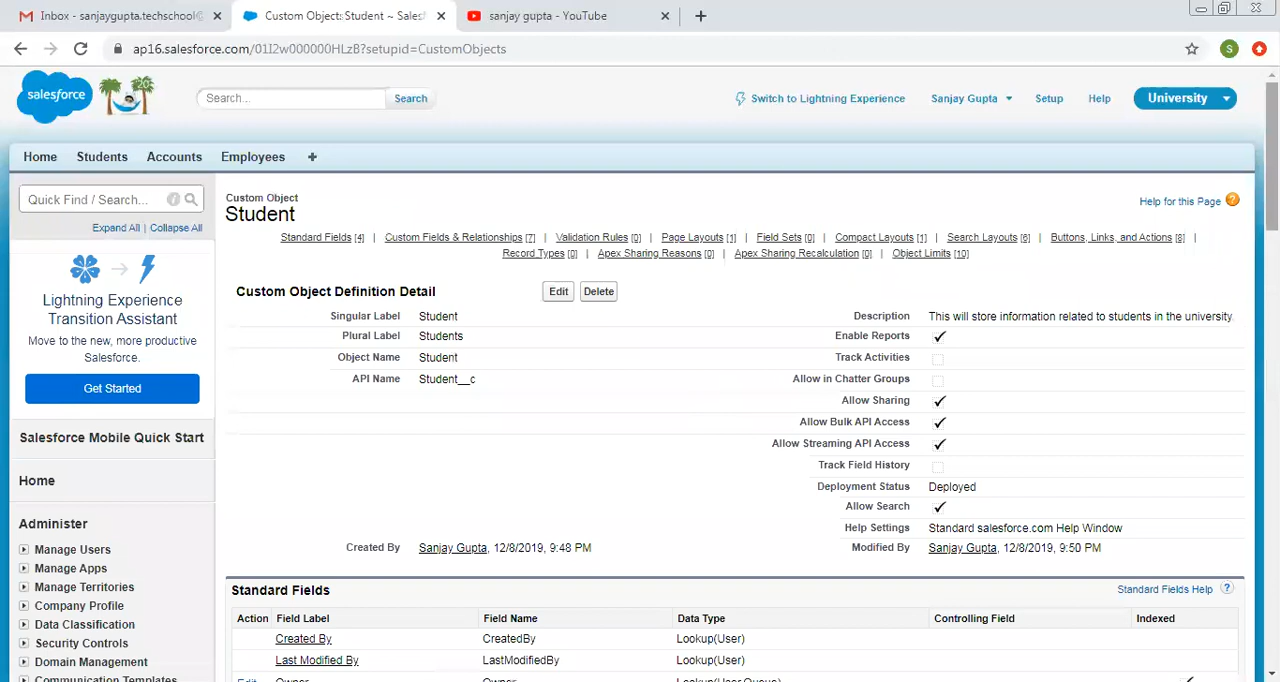 Inbox - sanjaygupta.techschool@ × Custom Object: Student ~ Sales × sanjay gupta - YouTube × +
ap16.salesforce.com/01I2w000000HLzB?setupid=CustomObjects S
salesforce Search... Search Switch to Lightning Experience Sanjay Gupta Setup Help University
Home Students Accounts Employees +
Quick Find / Search... i
Expand All | Collapse All
Lightning Experience
Transition Assistant
Move to the new, more productive
Salesforce.
Get Started
Salesforce Mobile Quick Start
Home
Administer
Manage Users
Manage Apps
Manage Territories
Company Profile
Data Classification
Security Controls
Domain Management
Communication Templates
Custom Object
Student
Help for this Page ?
Standard Fields [4] | Custom Fields & Relationships [7] | Validation Rules [0] | Page Layouts [1] | Field Sets [0] | Compact Layouts [1] | Search Layouts [6] | Buttons, Links, and Actions [8] |
Record Types [0] | Apex Sharing Reasons [0] | Apex Sharing Recalculation [0] | Object Limits [10]
Custom Object Definition Detail Edit Delete
Singular Label Student Description This will store information related to students in the university.
Plural Label Students Enable Reports ✓
Object Name Student Track Activities
API Name Student__c Allow in Chatter Groups
Allow Sharing ✓
Allow Bulk API Access ✓
Allow Streaming API Access ✓
Track Field History
Deployment Status Deployed
Allow Search ✓
Help Settings Standard salesforce.com Help Window
Created By Sanjay Gupta, 12/8/2019, 9:48 PM Modified By Sanjay Gupta, 12/8/2019, 9:50 PM
Standard Fields Standard Fields Help ?
Action Field Label Field Name Data Type Controlling Field Indexed
Created By CreatedBy Lookup(User)
Last Modified By LastModifiedBy Lookup(User)
Edit Owner Owner Lookup(User,Queue) ✓